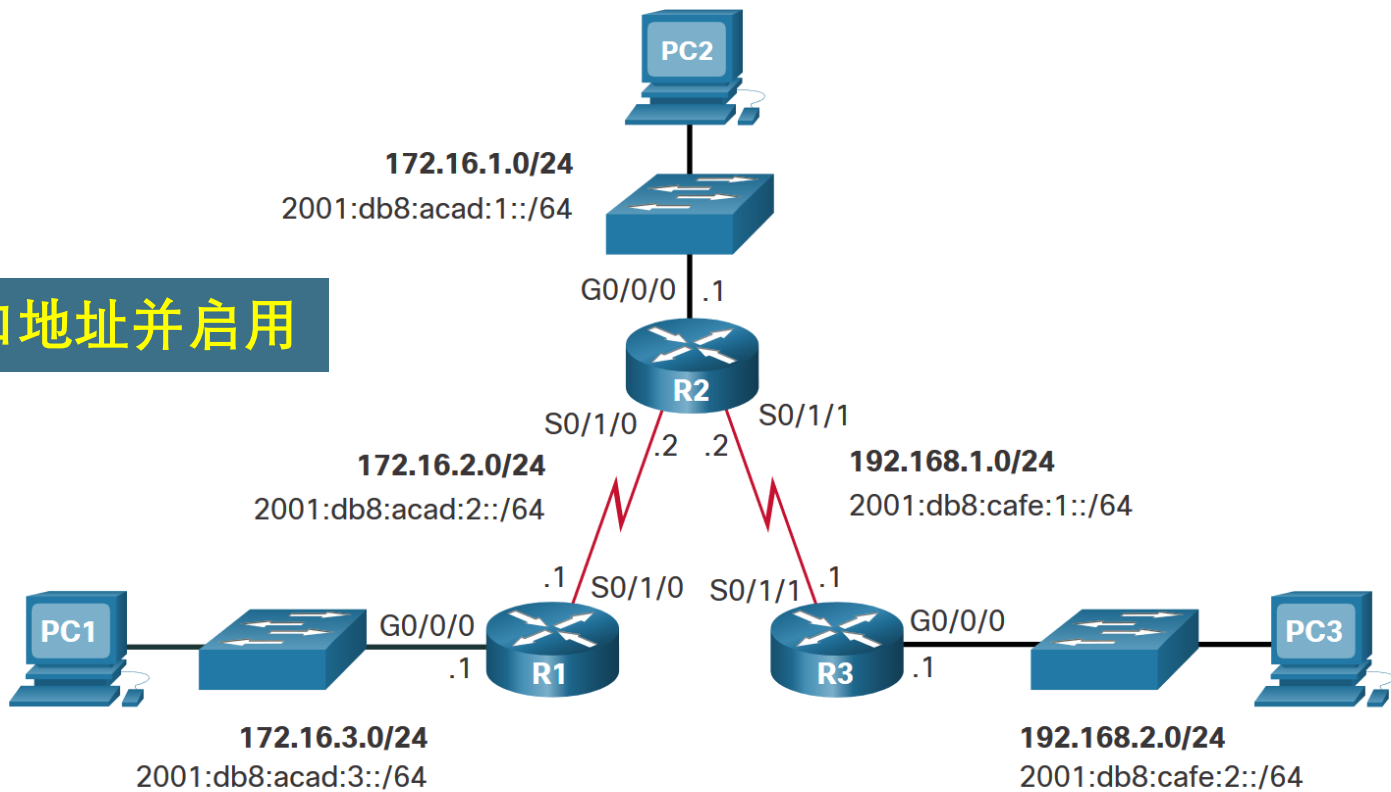 PC2
172.16.1.0/24
2001:db8:acad:1::/64
G0/0/0 .1
地址并启用
R2
S0/1/0 S0/1/1
.2 .2
172.16.2.0/24
2001:db8:acad:2::/64
192.168.1.0/24
2001:db8:cafe:1::/64
.1 S0/1/0
S0/1/1 .1
PC1
G0/0/0
.1
R1
R3
G0/0/0
.1
PC3
172.16.3.0/24
2001:db8:acad:3::/64
192.168.2.0/24
2001:db8:cafe:2::/64